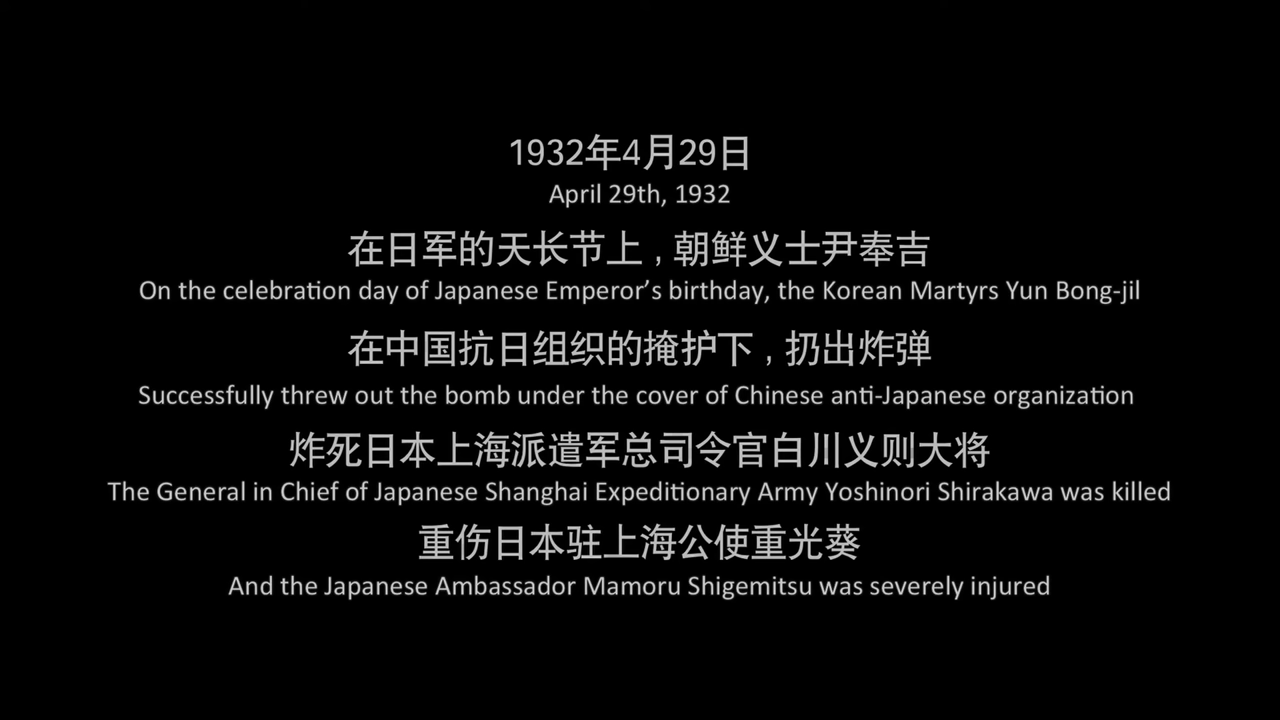 1932年4月29日
April 29th, 1932
在日军的天长节上，朝鲜义士尹奉吉
On the celebration day of Japanese Emperor’s birthday, the Korean Martyrs Yun Bong-jil
在中国抗日组织的掩护下，扔出炸弹
Successfully threw out the bomb under the cover of Chinese anti-Japanese organization
炸死日本上海派遣军总司令官白川义则大将
The General in Chief of Japanese Shanghai Expeditionary Army Yoshinori Shirakawa was killed
重伤日本驻上海公使重光葵
And the Japanese Ambassador Mamoru Shigemitsu was severely injured